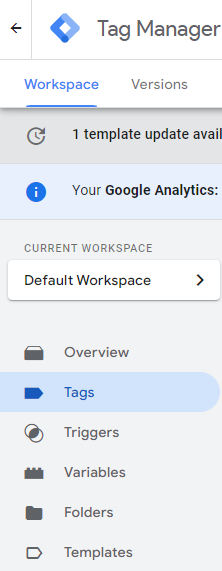 Tag Manager
Workspace Versions
1 template update avail
Your Google Analytics:
CURRENT WORKSPACE
Default Workspace
Overview
Tags
Triggers
Variables
Folders
Templates